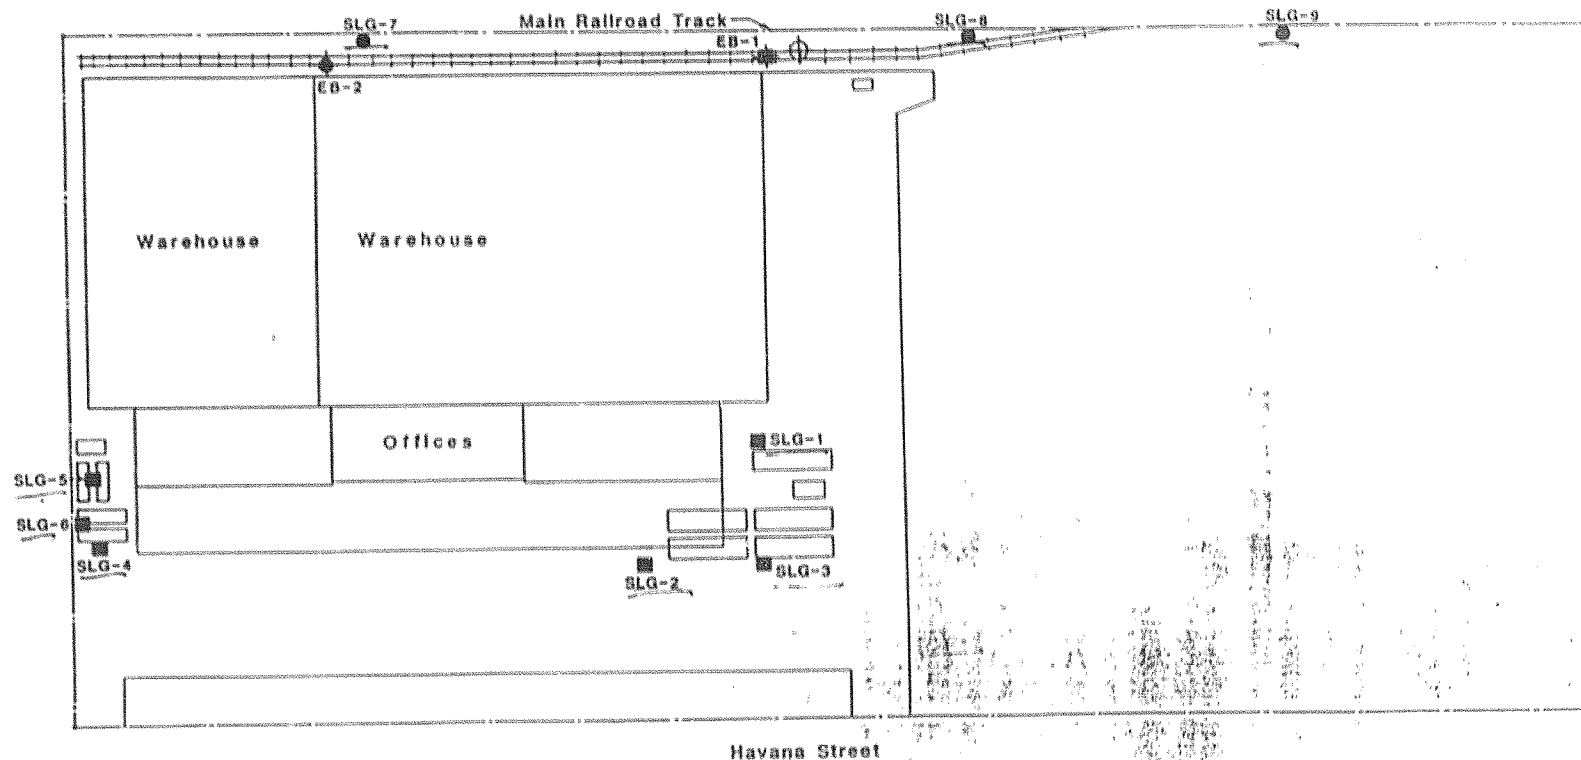 SLG-7
Main Railroad Track
SLG-8
SLG-9
EB-1
EB-2
Warehouse
Warehouse
Offices
SLG-1
SLG-5
SLG-6
SLG-4
SLG-2
SLG-3
Havana Street